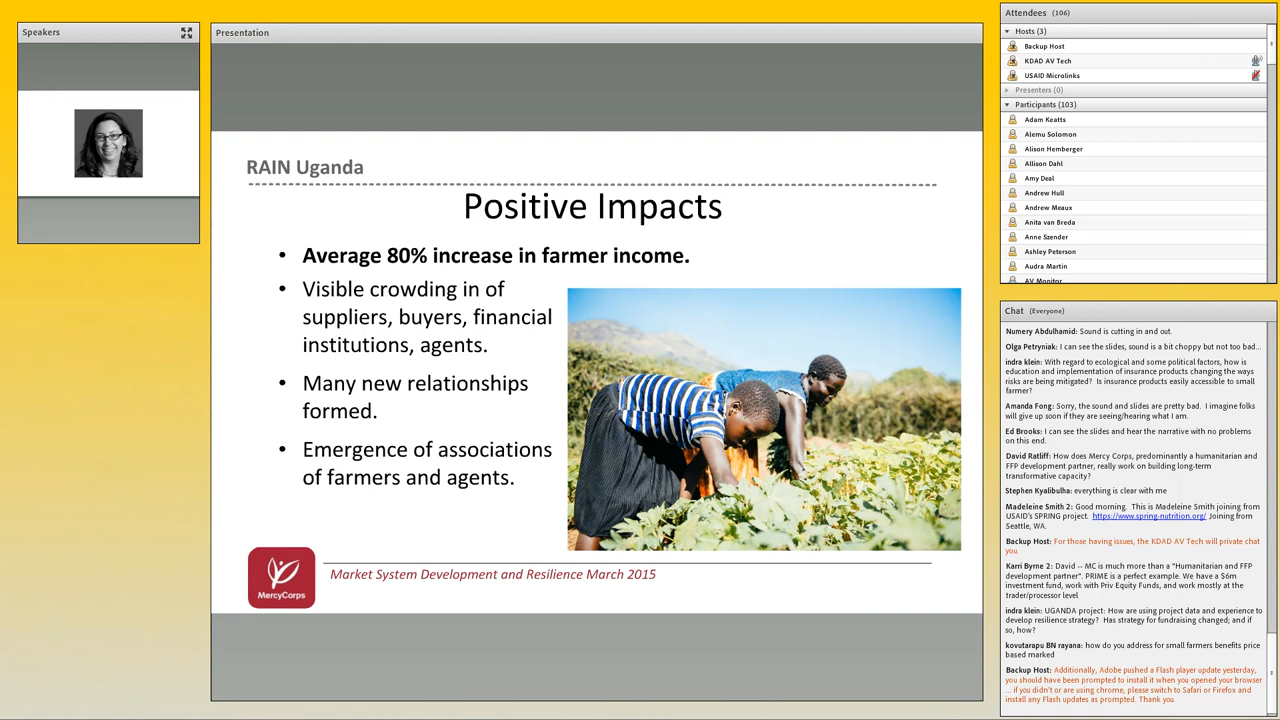 Speakers
Presentation
RAIN Uganda
Positive Impacts
• Average 80% increase in farmer income.
• Visible crowding in of
suppliers, buyers, financial
institutions, agents.
• Many new relationships
formed.
• Emergence of associations
of farmers and agents.
MercyCorps
Market System Development and Resilience March 2015
Attendees (106)
Hosts (3)
Backup Host
KDAD AV Tech
USAID Microlinks
Presenters (0)
Participants (103)
Adam Keatts
Alemu Solomon
Alison Hemberger
Allison Dahl
Amy Deal
Andrew Hull
Andrew Meaux
Anita van Breda
Anne Szender
Ashley Peterson
Audra Martin
AV Monitor
Chat (Everyone)
Numery Abdulhamid: Sound is cutting in and out.
Olga Petryniak: I can see the slides, sound is a bit choppy but not too bad...
indra klein: With regard to ecological and some political factors, how is
education and implementation of insurance products changing the ways
risks are being mitigated? Is insurance products easily accessible to small
farmer?
Amanda Fong: Sorry, the sound and slides are pretty bad. I imagine folks
will give up soon if they are seeing/hearing what I am.
Ed Brooks: I can see the slides and hear the narrative with no problems
on this end.
David Ratliff: How does Mercy Corps, predominantly a humanitarian and
FFP development partner, really work on building long-term
transformative capacity?
Stephen Kyalibulha: everything is clear with me
Madeleine Smith 2: Good morning. This is Madeleine Smith joining from
USAID's SPRING project. https://www.spring-nutrition.org/ Joining from
Seattle, WA.
Backup Host: For those having issues, the KDAD AV Tech will private chat
you
Karri Byrne 2: David -- MC is much more than a "Humanitarian and FFP
development partner". PRIME is a perfect example. We have a $6m
investment fund, work with Priv Equity Funds, and work mostly at the
trader/processor level
indra klein: UGANDA project: How are using project data and experience to
develop resilience strategy? Has strategy for fundraising changed; and if
so, how?
kovutarapu BN rayana: how do you address for small farmers benefits price
based marked
Backup Host: Additionally, Adobe pushed a Flash player update yesterday,
you should have been prompted to install it when you opened your browser
... if you didn't or are using chrome, please switch to Safari or Firefox and
install any Flash updates as prompted. Thank you.